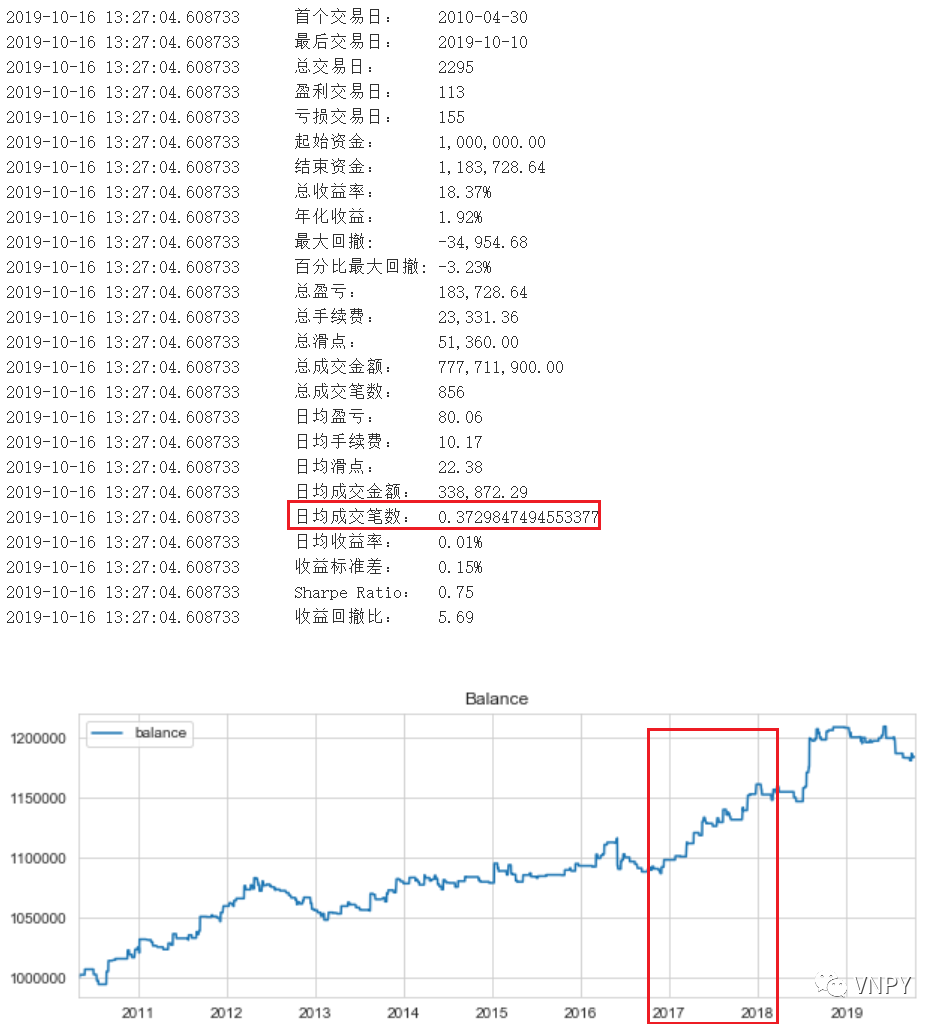 2019-10-16 13:27:04.608733 首个交易日: 2010-04-30
2019-10-16 13:27:04.608733 最后交易日: 2019-10-10
2019-10-16 13:27:04.608733 总交易日: 2295
2019-10-16 13:27:04.608733 盈利交易日: 113
2019-10-16 13:27:04.608733 亏损交易日: 155
2019-10-16 13:27:04.608733 起始资金: 1,000,000.00
2019-10-16 13:27:04.608733 结束资金: 1,183,728.64
2019-10-16 13:27:04.608733 总收益率: 18.37%
2019-10-16 13:27:04.608733 年化收益: 1.92%
2019-10-16 13:27:04.608733 最大回撤: -34,954.68
2019-10-16 13:27:04.608733 百分比最大回撤: -3.23%
2019-10-16 13:27:04.608733 总盈亏: 183,728.64
2019-10-16 13:27:04.608733 总手续费: 23,331.36
2019-10-16 13:27:04.608733 总滑点: 51,360.00
2019-10-16 13:27:04.608733 总成交金额: 777,711,900.00
2019-10-16 13:27:04.608733 总成交笔数: 856
2019-10-16 13:27:04.608733 日均盈亏: 80.06
2019-10-16 13:27:04.608733 日均手续费: 10.17
2019-10-16 13:27:04.608733 日均滑点: 22.38
2019-10-16 13:27:04.608733 日均成交金额: 338,872.29
2019-10-16 13:27:04.608733 日均成交笔数: 0.3729847494553377
2019-10-16 13:27:04.608733 日均收益率: 0.01%
2019-10-16 13:27:04.608733 收益标准差: 0.15%
2019-10-16 13:27:04.608733 Sharpe Ratio: 0.75
2019-10-16 13:27:04.608733 收益回撤比: 5.69
Balance
balance
1200000
1150000
1100000
1050000
1000000
2011 2012 2013 2014 2015 2016 2017 2018 2019
VNPY